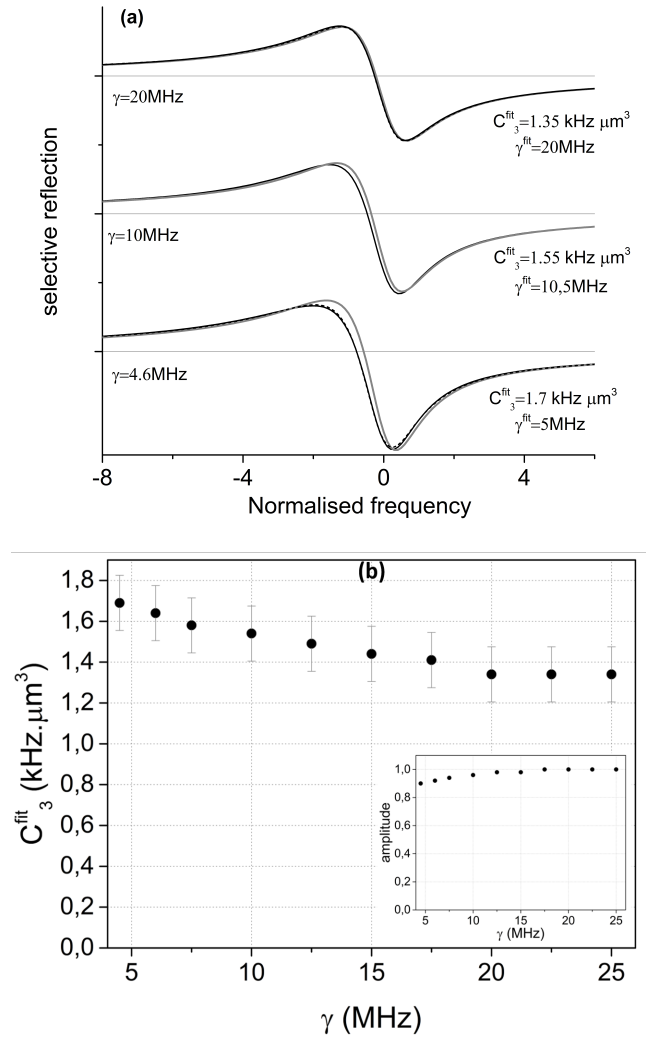 (a)
γ=20MHz
C^fit_3=1.35 kHz μm^3
γ^fit=20MHz
selective reflection
γ=10MHz
C^fit_3=1.55 kHz μm^3
γ^fit=10,5MHz
γ=4.6MHz
C^fit_3=1.7 kHz μm^3
γ^fit=5MHz
-8 -4 0 4
Normalised frequency
(b)
1,8
1,6
1,4
1,2
1,0
0,8
0,6
0,4
0,2
0,0
C^fit_3 (kHz.μm^3)
1.0
0,8
0,6
0,4
0,2
0,0
amplitude
5 10 15 20 25
γ (MHz)
5 10 15 20 25
γ (MHz)